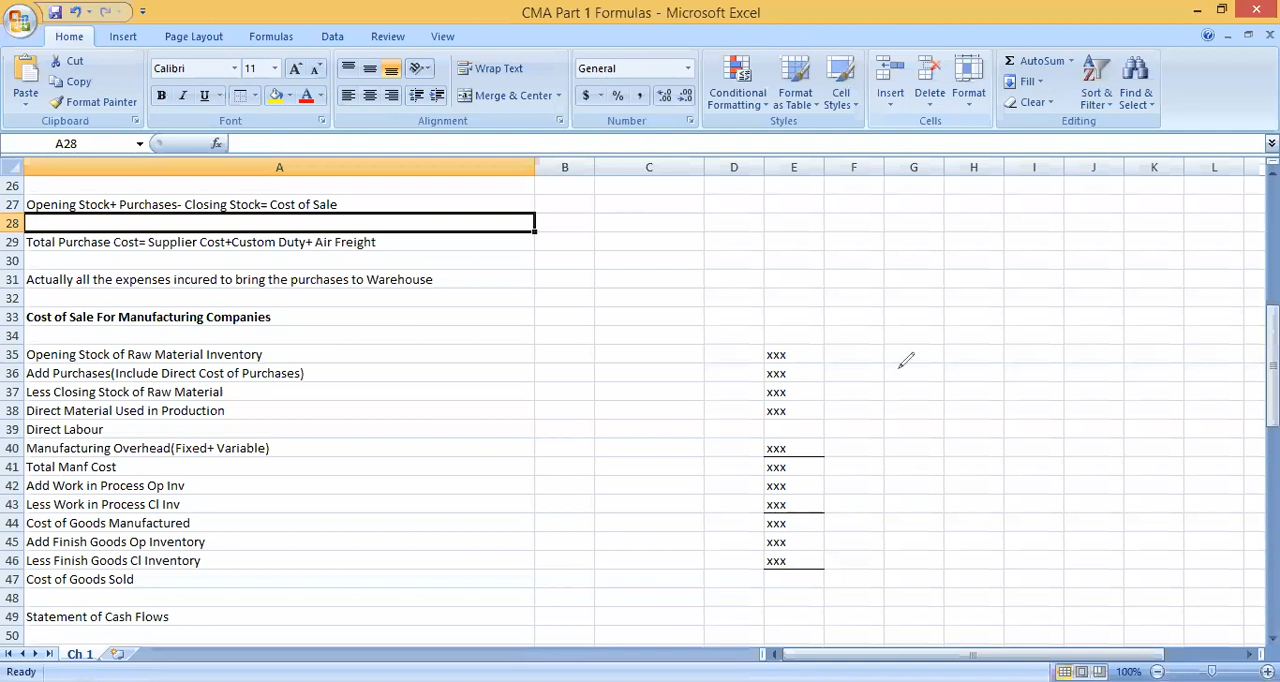 CMA Part 1 Formulas - Microsoft Excel
Home Insert Page Layout Formulas Data Review View
Paste Cut Copy Format Painter Clipboard
Calibri 11 A A B I U A Font
Wrap Text Merge & Center Alignment
General $ % , .0 .00 .00 .0 Number
Conditional Formatting Format as Table Cell Styles Styles
Insert Delete Format Cells
Σ AutoSum Fill Clear Sort & Filter Find & Select Editing
A28 fx
A B C D E F G H I J K L
26
27 Opening Stock+ Purchases- Closing Stock= Cost of Sale
28
29 Total Purchase Cost= Supplier Cost+Custom Duty+ Air Freight
30
31 Actually all the expenses incured to bring the purchases to Warehouse
32
33 Cost of Sale For Manufacturing Companies
34
35 Opening Stock of Raw Material Inventory xxx
36 Add Purchases(Include Direct Cost of Purchases) xxx
37 Less Closing Stock of Raw Material xxx
38 Direct Material Used in Production xxx
39 Direct Labour
40 Manufacturing Overhead(Fixed+ Variable) xxx
41 Total Manf Cost xxx
42 Add Work in Process Op Inv xxx
43 Less Work in Process Cl Inv xxx
44 Cost of Goods Manufactured xxx
45 Add Finish Goods Op Inventory xxx
46 Less Finish Goods Cl Inventory xxx
47 Cost of Goods Sold
48
49 Statement of Cash Flows
50
Ch 1
Ready 100%